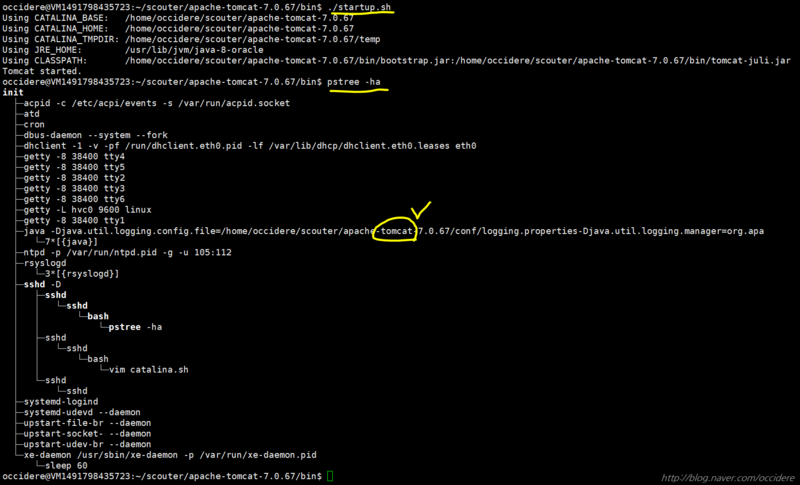 occidere@VM1491798435723:~/scouter/apache-tomcat-7.0.67/bin$ ./startup.sh
Using CATALINA_BASE:   /home/occidere/scouter/apache-tomcat-7.0.67
Using CATALINA_HOME:   /home/occidere/scouter/apache-tomcat-7.0.67
Using CATALINA_TMPDIR: /home/occidere/scouter/apache-tomcat-7.0.67/temp
Using JRE_HOME:        /usr/lib/jvm/java-8-oracle
Using CLASSPATH:       /home/occidere/scouter/apache-tomcat-7.0.67/bin/bootstrap.jar:/home/occidere/scouter/apache-tomcat-7.0.67/bin/tomcat-juli.jar
Tomcat started.
occidere@VM1491798435723:~/scouter/apache-tomcat-7.0.67/bin$ pstree -ha
init
  ├─acpid -c /etc/acpi/events -s /var/run/acpid.socket
  ├─atd
  ├─cron
  ├─dbus-daemon --system --fork
  ├─dhclient -1 -v -pf /run/dhclient.eth0.pid -lf /var/lib/dhcp/dhclient.eth0.leases eth0
  ├─getty -8 38400 tty4
  ├─getty -8 38400 tty5
  ├─getty -8 38400 tty2
  ├─getty -8 38400 tty3
  ├─getty -8 38400 tty6
  ├─getty -L hvc0 9600 linux
  ├─getty -8 38400 tty1
  ├─java -Djava.util.logging.config.file=/home/occidere/scouter/apache-tomcat-7.0.67/conf/logging.properties-Djava.util.logging.manager=org.apa
  │   └─7*[{java}]
  ├─ntpd -p /var/run/ntpd.pid -g -u 105:112
  ├─rsyslogd
  │   └─3*[{rsyslogd}]
  ├─sshd -D
  │   ├─sshd
  │   │   └─sshd
  │   │       └─bash
  │   │           └─pstree -ha
  │   ├─sshd
  │   │   └─sshd
  │   │       └─bash
  │   │           └─vim catalina.sh
  │   └─sshd
  │       └─sshd
  ├─systemd-logind
  ├─systemd-udevd --daemon
  ├─upstart-file-br --daemon
  ├─upstart-socket- --daemon
  ├─upstart-udev-br --daemon
  └─xe-daemon /usr/sbin/xe-daemon -p /var/run/xe-daemon.pid
      └─sleep 60
occidere@VM1491798435723:~/scouter/apache-tomcat-7.0.67/bin$
http://blog.naver.com/occidere